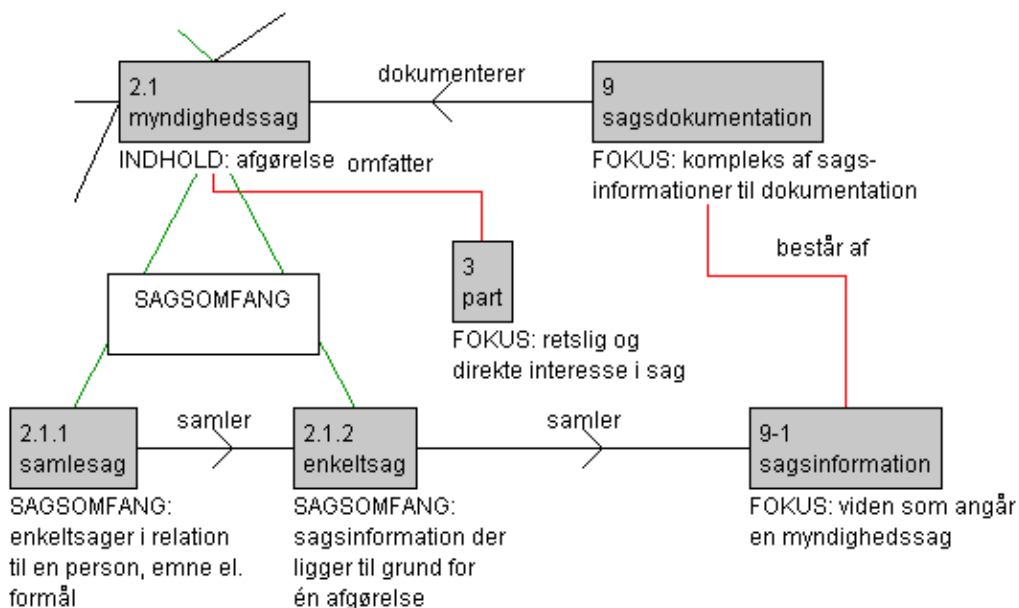 2.1
myndighedssag
INDHOLD: afgørelse
dokumenterer
9
sagsdokumentation
FOKUS: kompleks af sags-
informationer til dokumentation
omfatter
3
part
FOKUS: retslig og
direkte interesse i sag
består af
SAGSOMFANG
2.1.1
samlesag
SAGSOMFANG:
enkeltsager i relation
til en person, emne el.
formål
samler
2.1.2
enkeltsag
SAGSOMFANG:
sagsinformation der
ligger til grund for
én afgørelse
samler
9-1
sagsinformation
FOKUS: viden som angår
en myndighedssag